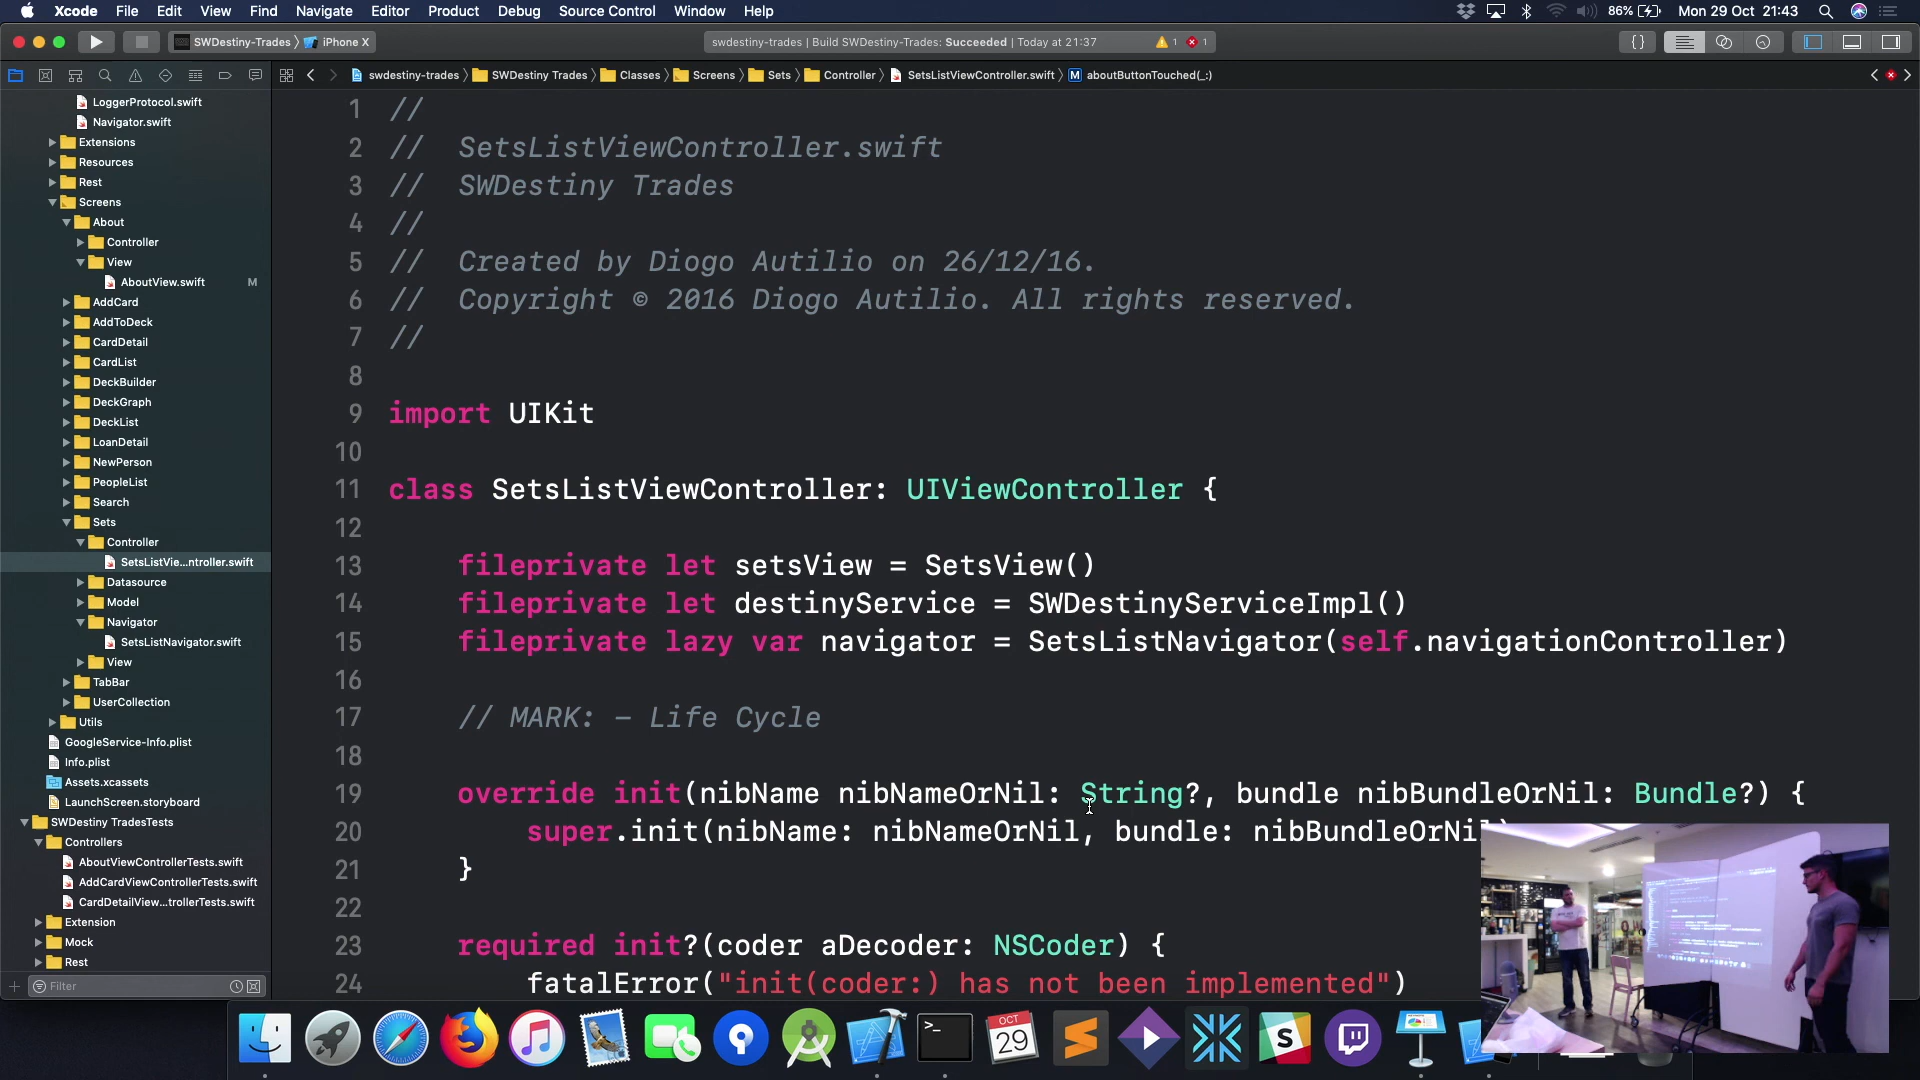 Xcode File Edit View Find Navigate Editor Product Debug Source Control Window Help
86% Mon 29 Oct 21:43
SWDestiny-Trades iPhone X
swdestiny-trades | Build SWDestiny-Trades: Succeeded | Today at 21:37
1 1
swdestiny-trades SWDestiny Trades Classes Screens Sets Controller SetsListViewController.swift M aboutButtonTouched(_:)
LoggerProtocol.swift
Navigator.swift
Extensions
Resources
Rest
Screens
About
Controller
View
AboutView.swift M
AddCard
AddToDeck
CardDetail
CardList
DeckBuilder
DeckGraph
DeckList
LoanDetail
NewPerson
PeopleList
Search
Sets
Controller
SetsListVie...ntroller.swift
Datasource
Model
Navigator
SetsListNavigator.swift
View
TabBar
UserCollection
Utils
GoogleService-Info.plist
Info.plist
Assets.xcassets
LaunchScreen.storyboard
SWDestiny TradesTests
Controllers
AboutViewControllerTests.swift
AddCardViewControllerTests.swift
CardDetailView...trollerTests.swift
Extension
Mock
Rest
Filter
1 //
2 //  SetsListViewController.swift
3 //  SWDestiny Trades
4 //
5 //  Created by Diogo Autilio on 26/12/16.
6 //  Copyright © 2016 Diogo Autilio. All rights reserved.
7 //
8
9 import UIKit
10
11 class SetsListViewController: UIViewController {
12
13     fileprivate let setsView = SetsView()
14     fileprivate let destinyService = SWDestinyServiceImpl()
15     fileprivate lazy var navigator = SetsListNavigator(self.navigationController)
16
17     // MARK: - Life Cycle
18
19     override init(nibName nibNameOrNil: String?, bundle nibBundleOrNil: Bundle?) {
20         super.init(nibName: nibNameOrNil, bundle: nibBundleOrNil)
21     }
22
23     required init?(coder aDecoder: NSCoder) {
24         fatalError("init(coder:) has not been implemented")
OCT
29